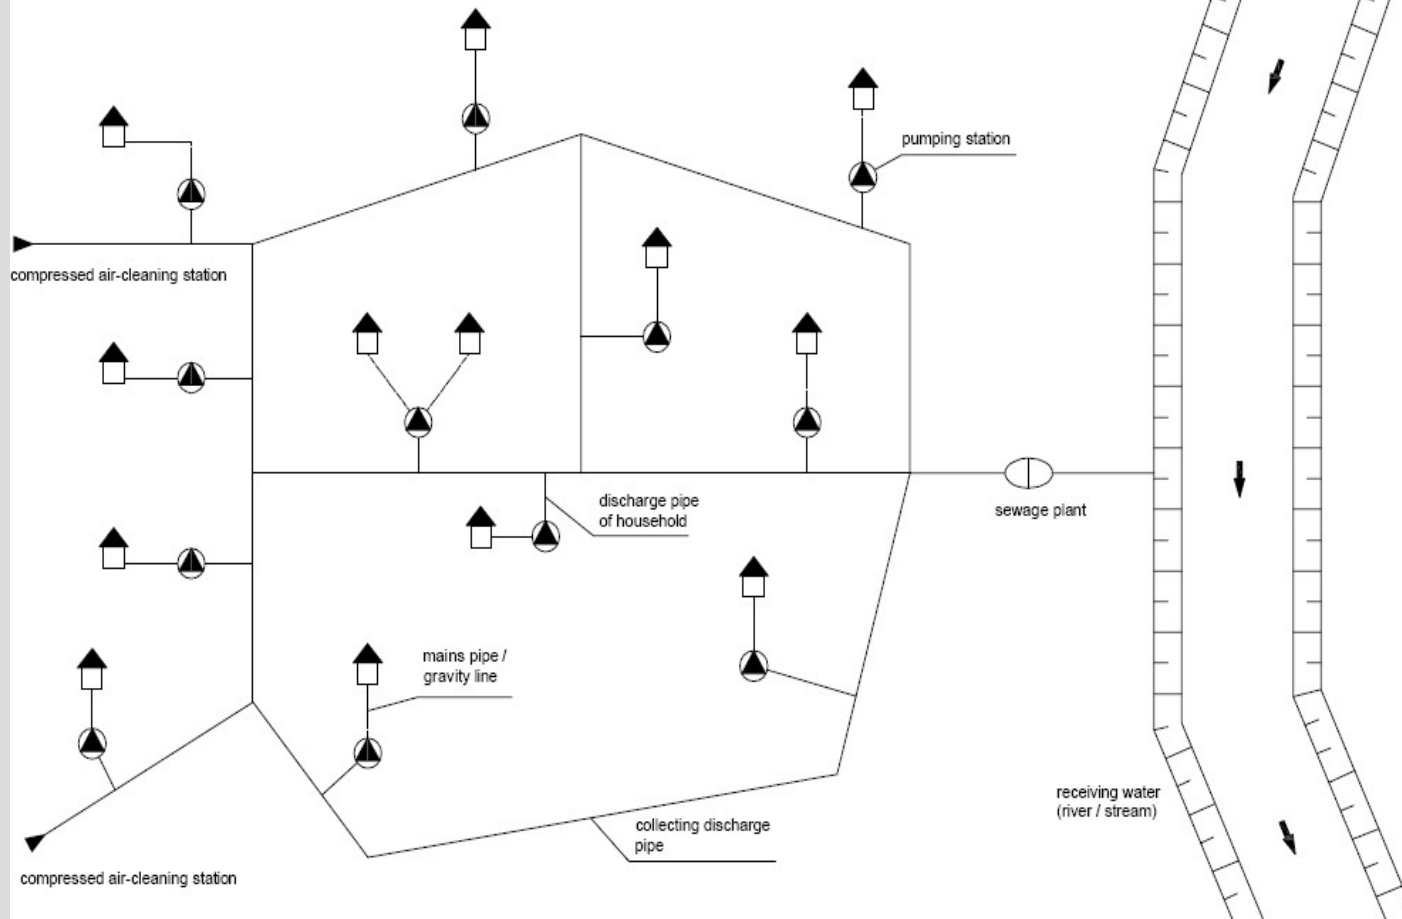 pumping station
compressed air-cleaning station
discharge pipe
of household
sewage plant
mains pipe /
gravity line
receiving water
(river / stream)
collecting discharge
pipe
compressed air-cleaning station